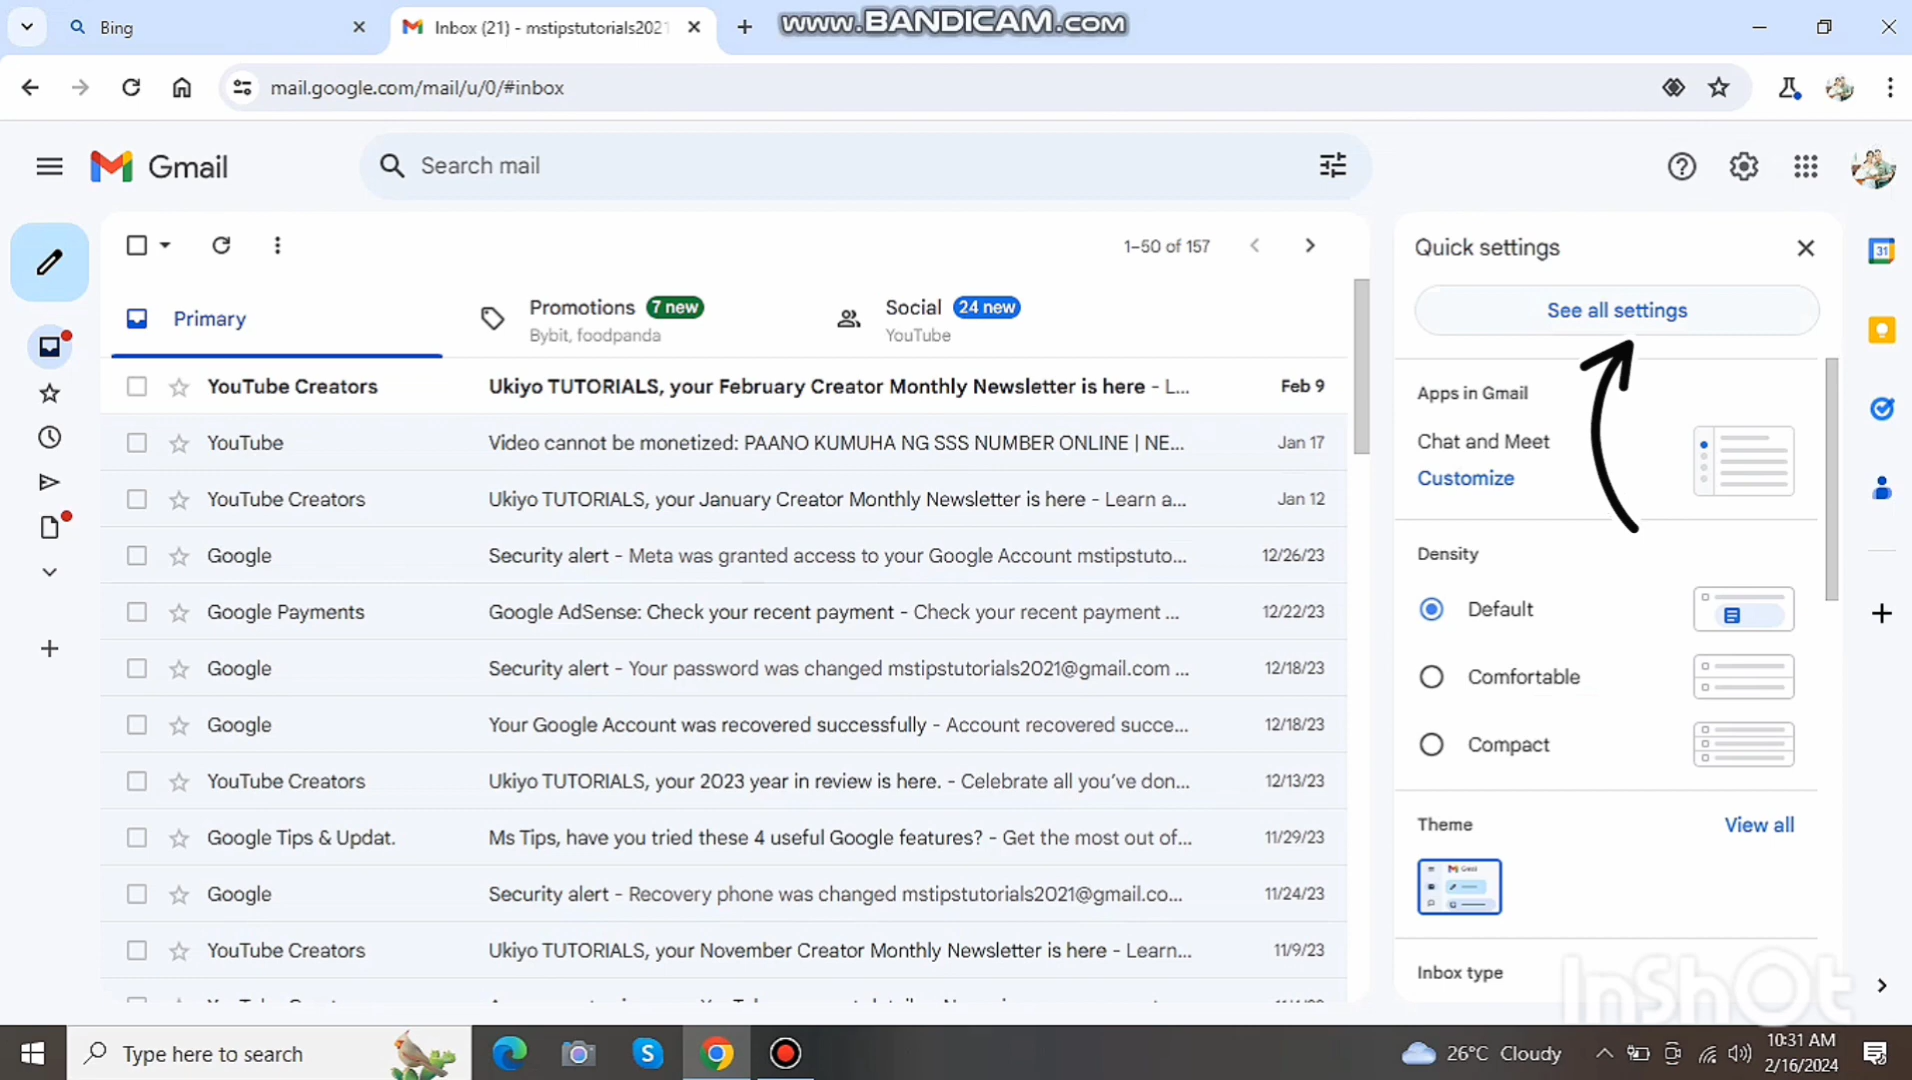 Bing
Inbox (21) - mstipstutorials2021
www.BANDICAM.com
mail.google.com/mail/u/0/#inbox
Gmail
Search mail
1–50 of 157
Quick settings
See all settings
Primary
Promotions 7 new
Bybit, foodpanda
Social 24 new
YouTube
YouTube Creators Ukiyo TUTORIALS, your February Creator Monthly Newsletter is here - L... Feb 9
YouTube Video cannot be monetized: PAANO KUMUHA NG SSS NUMBER ONLINE | NE... Jan 17
YouTube Creators Ukiyo TUTORIALS, your January Creator Monthly Newsletter is here - Learn a... Jan 12
Google Security alert - Meta was granted access to your Google Account mstipstuto... 12/26/23
Google Payments Google AdSense: Check your recent payment - Check your recent payment ... 12/22/23
Google Security alert - Your password was changed mstipstutorials2021@gmail.com ... 12/18/23
Google Your Google Account was recovered successfully - Account recovered succe... 12/18/23
YouTube Creators Ukiyo TUTORIALS, your 2023 year in review is here. - Celebrate all you've don... 12/13/23
Google Tips & Updat. Ms Tips, have you tried these 4 useful Google features? - Get the most out of... 11/29/23
Google Security alert - Recovery phone was changed mstipstutorials2021@gmail.co... 11/24/23
YouTube Creators Ukiyo TUTORIALS, your November Creator Monthly Newsletter is here - Learn... 11/9/23
Apps in Gmail
Chat and Meet
Customize
Density
Default
Comfortable
Compact
Theme
View all
Inbox type
31
InShOt
Type here to search
26°C Cloudy
10:31 AM
2/16/2024